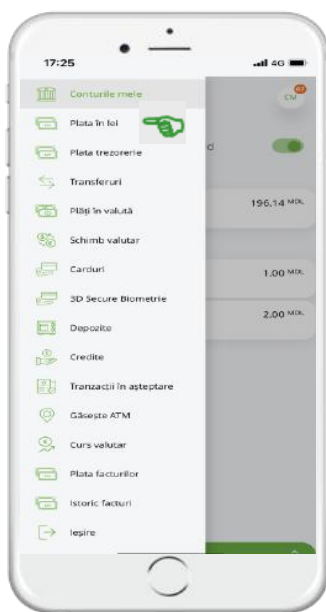 17:25
4G
Conturile mele
07
CM
Plata în lei
d
Plata trezorerie
Transferuri
Plăți în valută
196.14 MDL
Schimb valutar
Carduri
1.00 MDL
3D Secure Biometrie
2.00 MDL
Depozite
Credite
Tranzacții în așteptare
Găsește ATM
Curs valutar
Plata facturilor
Istoric facturi
Ieșire